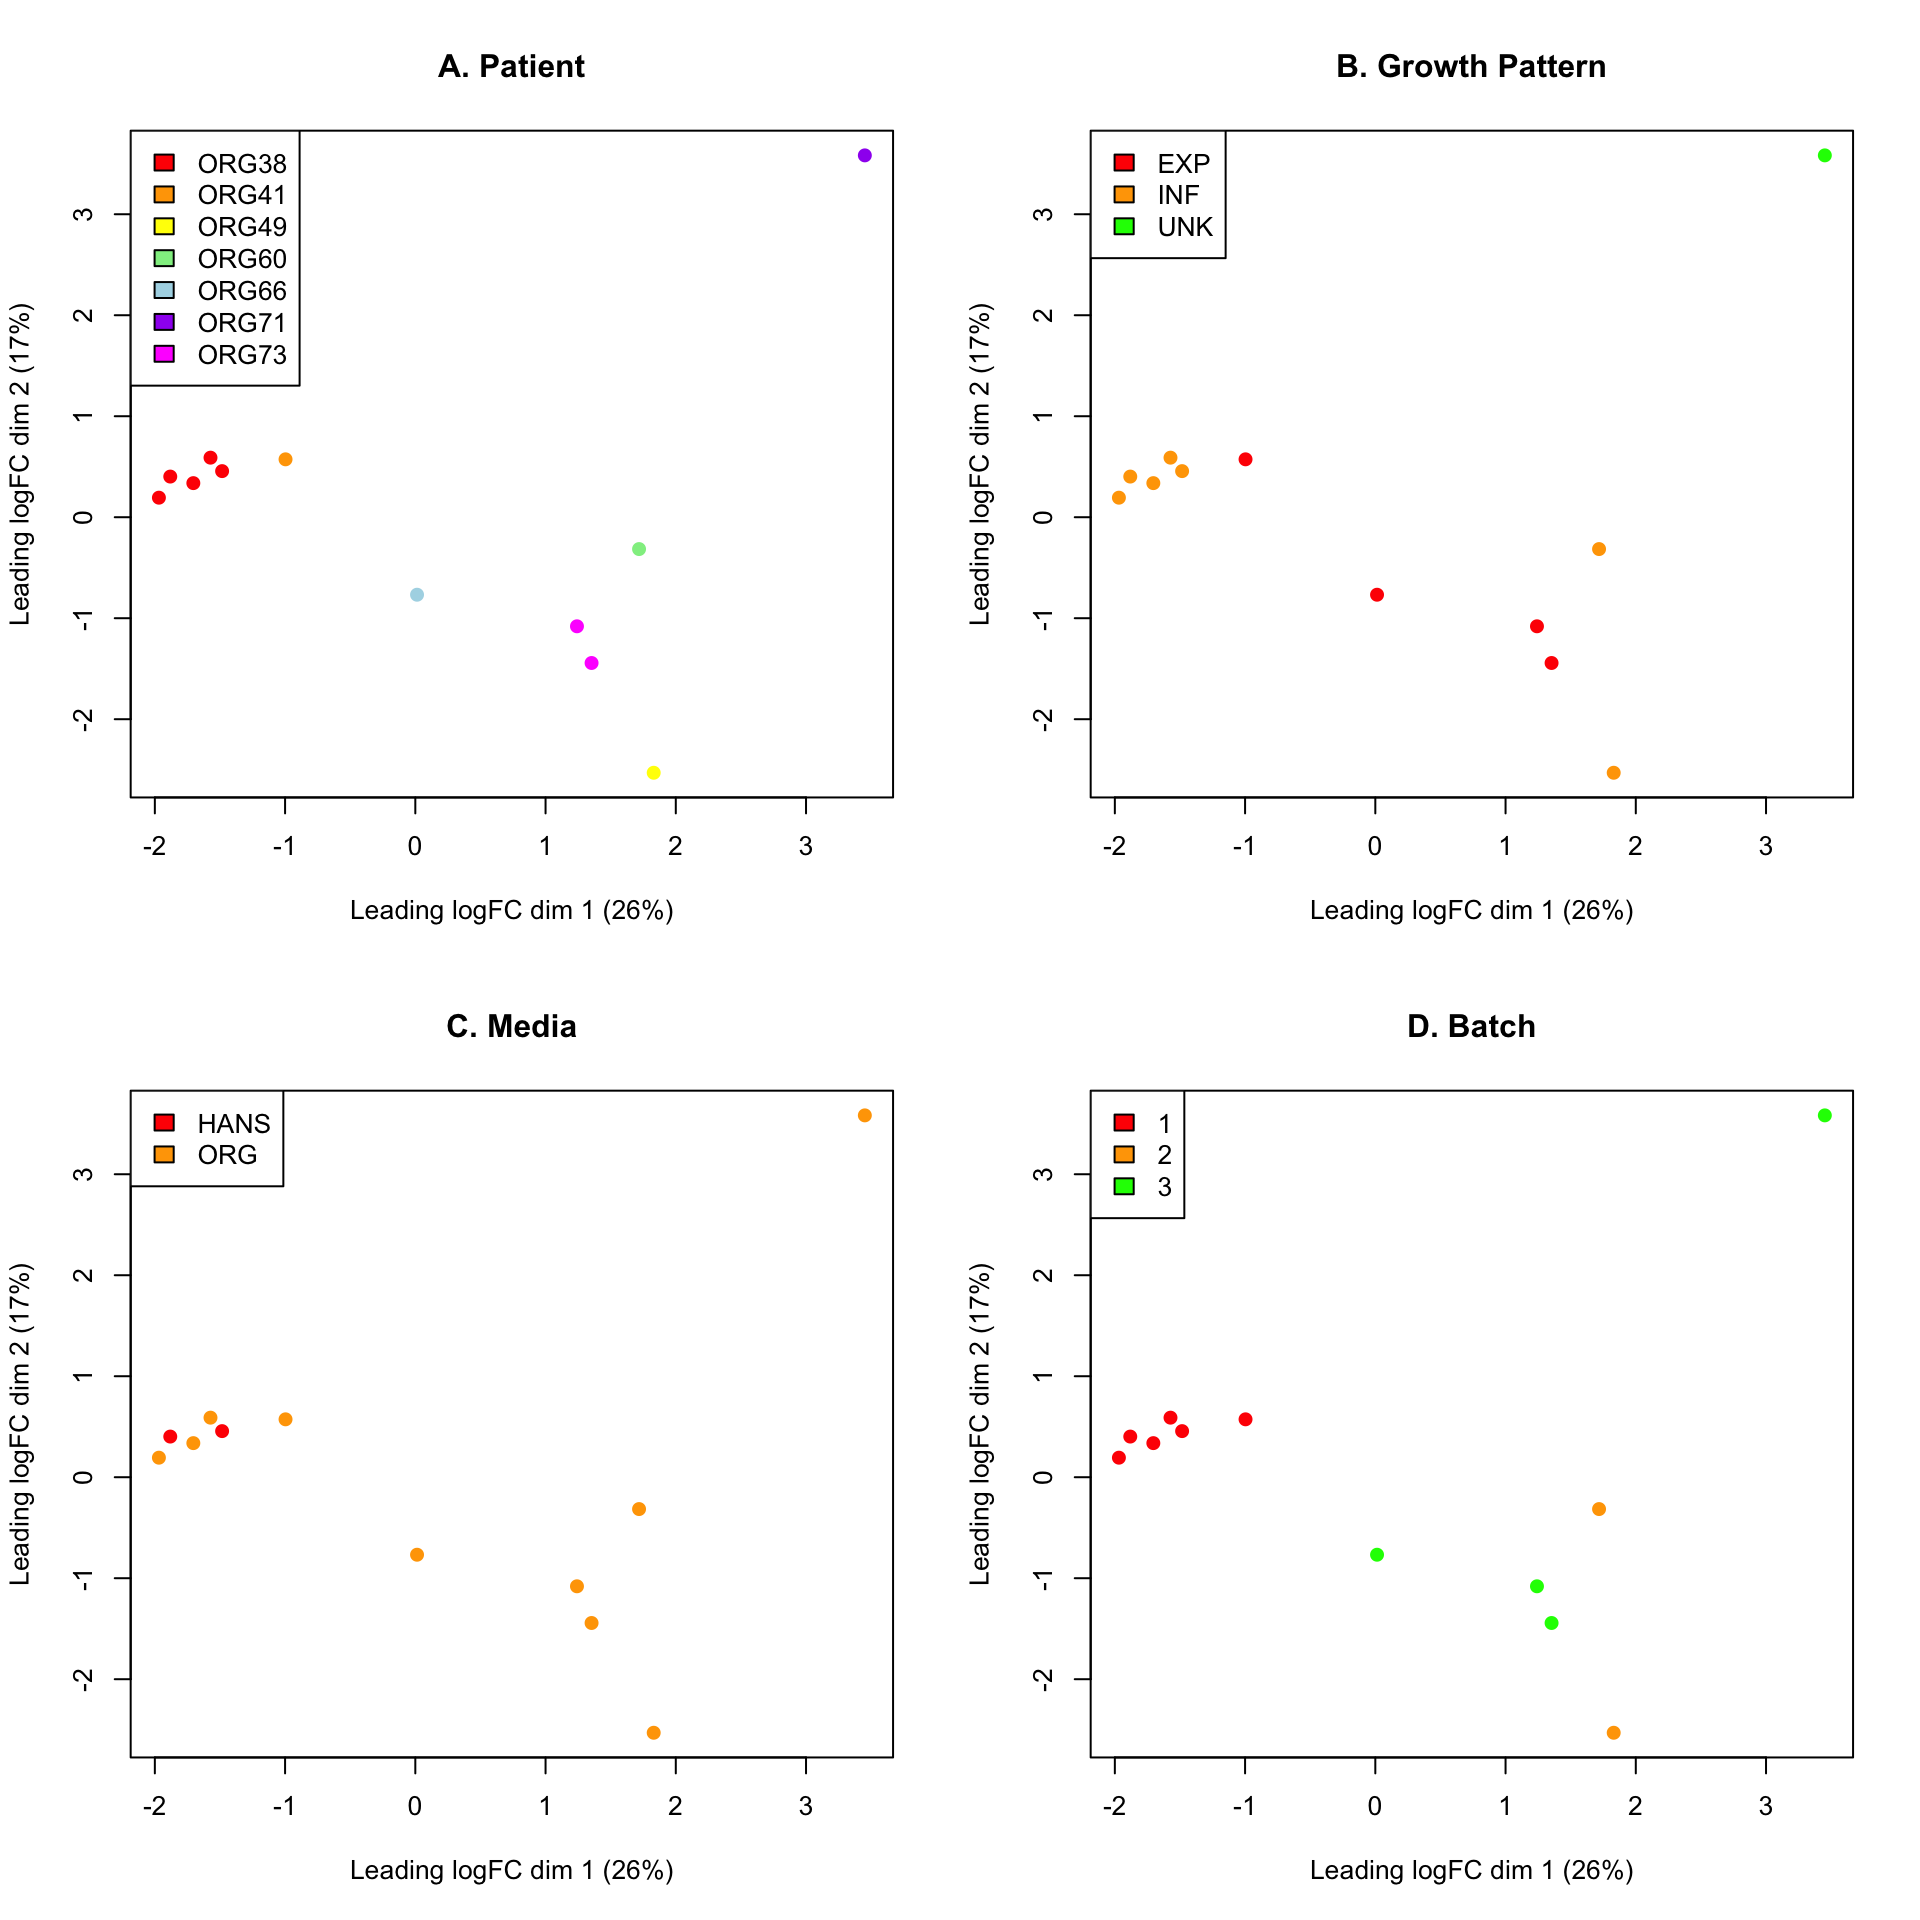 A. Patient
ORG38
ORG41
ORG49
ORG60
ORG66
ORG71
ORG73
3
2
1
0
-1
-2
Leading logFC dim 2 (17%)
-2 -1 0 1 2 3
Leading logFC dim 1 (26%)
B. Growth Pattern
EXP
INF
UNK
3
2
1
0
-1
-2
Leading logFC dim 2 (17%)
-2 -1 0 1 2 3
Leading logFC dim 1 (26%)
C. Media
HANS
ORG
3
2
1
0
-1
-2
Leading logFC dim 2 (17%)
-2 -1 0 1 2 3
Leading logFC dim 1 (26%)
D. Batch
1
2
3
3
2
1
0
-1
-2
Leading logFC dim 2 (17%)
-2 -1 0 1 2 3
Leading logFC dim 1 (26%)